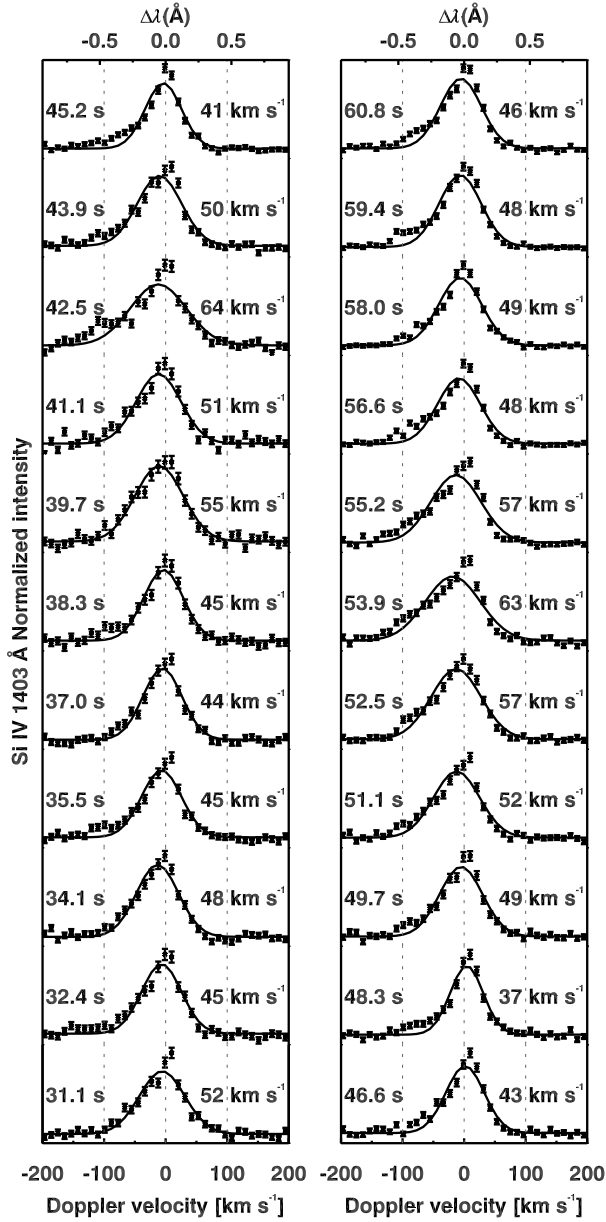 Δλ(Å)
Δλ(Å)
-0.5 0.0 0.5
-0.5 0.0 0.5
45.2 s 41 km s⁻¹
43.9 s 50 km s⁻¹
42.5 s 64 km s⁻¹
41.1 s 51 km s⁻¹
39.7 s 55 km s⁻¹
38.3 s 45 km s⁻¹
37.0 s 44 km s⁻¹
35.5 s 45 km s⁻¹
34.1 s 48 km s⁻¹
32.4 s 45 km s⁻¹
31.1 s 52 km s⁻¹
60.8 s 46 km s⁻¹
59.4 s 48 km s⁻¹
58.0 s 49 km s⁻¹
56.6 s 48 km s⁻¹
55.2 s 57 km s⁻¹
53.9 s 63 km s⁻¹
52.5 s 57 km s⁻¹
51.1 s 52 km s⁻¹
49.7 s 49 km s⁻¹
48.3 s 37 km s⁻¹
46.6 s 43 km s⁻¹
Si IV 1403 Å Normalized intensity
-200 -100 0 100 200
-200 -100 0 100 200
Doppler velocity [km s⁻¹]
Doppler velocity [km s⁻¹]